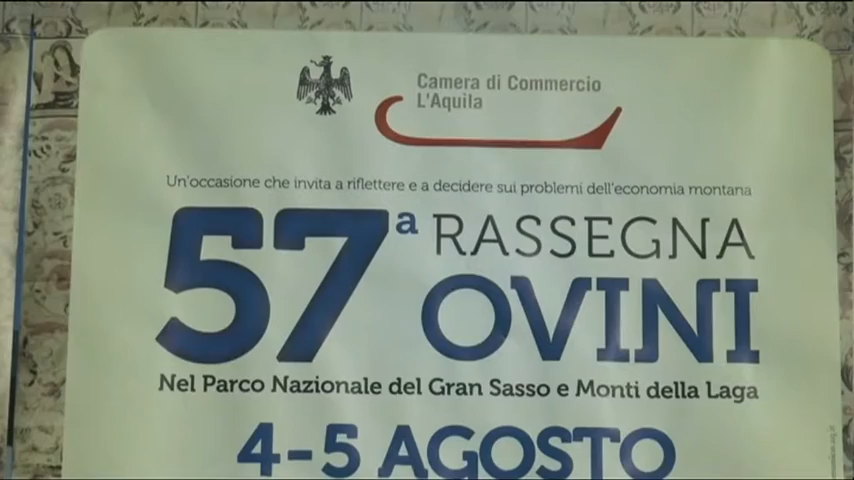 Camera di Commercio
L'Aquila
Un'occasione che invita a riflettere e a decidere sui problemi dell'economia montana
57ª RASSEGNA
OVINI
Nel Parco Nazionale del Gran Sasso e Monti della Laga
4-5 AGOSTO